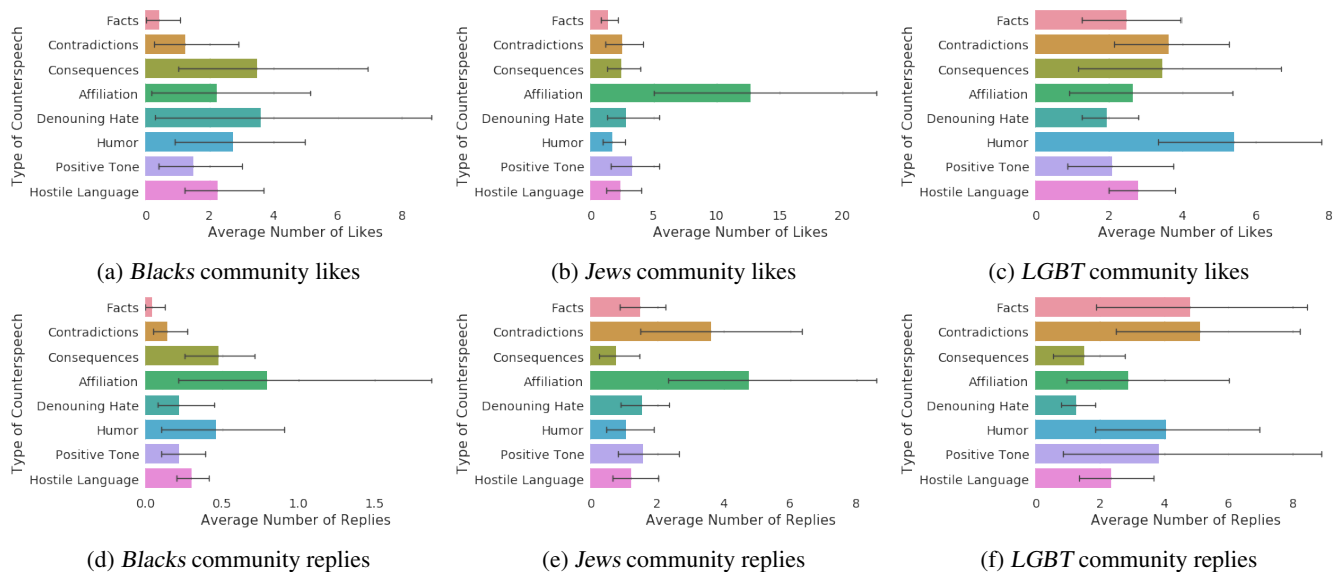 Facts
Contradictions
Consequences
Affiliation
Denouning Hate
Humor
Positive Tone
Hostile Language
Type of Counterspeech
0 2 4 6 8
Average Number of Likes
(a) Blacks community likes
Facts
Contradictions
Consequences
Affiliation
Denouning Hate
Humor
Positive Tone
Hostile Language
Type of Counterspeech
0 5 10 15 20
Average Number of Likes
(b) Jews community likes
Facts
Contradictions
Consequences
Affiliation
Denouning Hate
Humor
Positive Tone
Hostile Language
Type of Counterspeech
0 2 4 6 8
Average Number of Likes
(c) LGBT community likes
Facts
Contradictions
Consequences
Affiliation
Denouning Hate
Humor
Positive Tone
Hostile Language
Type of Counterspeech
0.0 0.5 1.0 1.5
Average Number of Replies
(d) Blacks community replies
Facts
Contradictions
Consequences
Affiliation
Denouning Hate
Humor
Positive Tone
Hostile Language
Type of Counterspeech
0 2 4 6 8
Average Number of Replies
(e) Jews community replies
Facts
Contradictions
Consequences
Affiliation
Denouning Hate
Humor
Positive Tone
Hostile Language
Type of Counterspeech
0 2 4 6 8
Average Number of Replies
(f) LGBT community replies